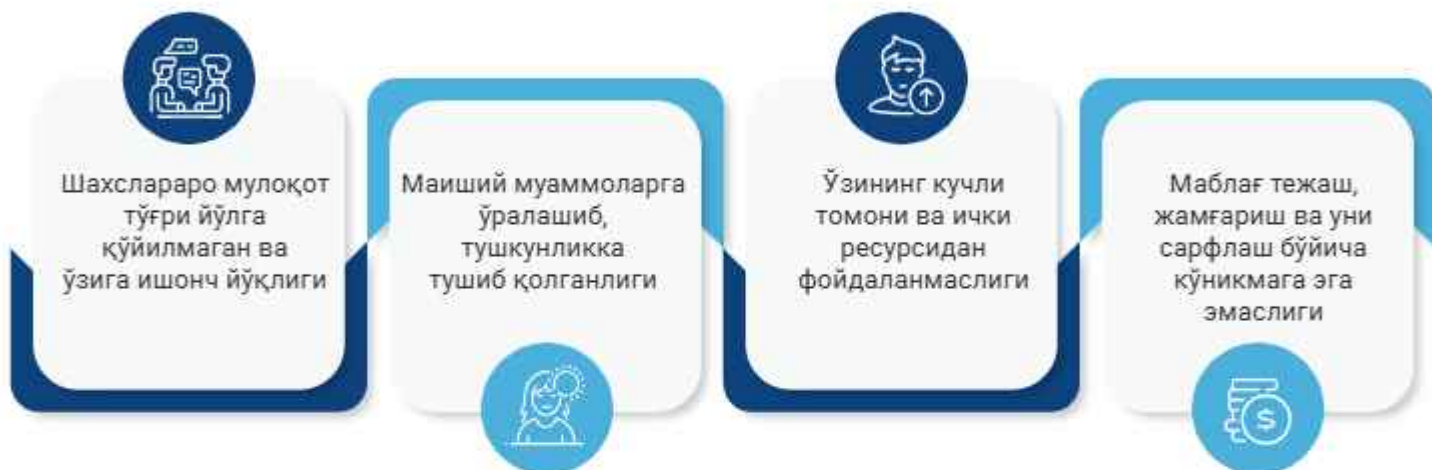 Шахслараро мулоқот
тўғри йўлга
қўйилмаган ва
ўзига ишонч йўқлиги
Маиший муаммоларга
ўралашиб,
тушкунликка
тушиб қолганлиги
Ўзининг кучли
томони ва ички
ресурсидан
фойдаланмаслиги
Маблағ тежаш,
жамғариш ва уни
сарфлаш бўйича
кўникмага эга
эмаслиги
$